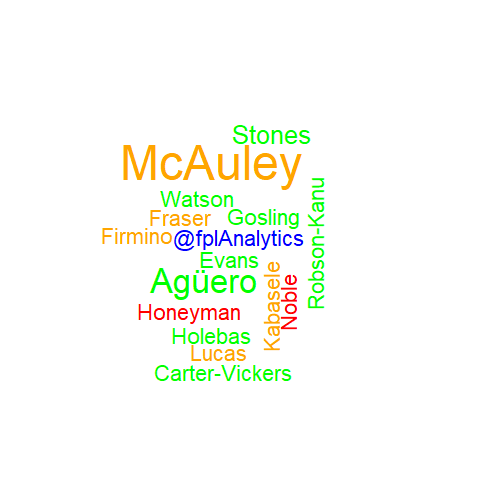 Stones
McAuley
Watson
Robson-Kanu
Fraser
Gosling
Firmino
@fplAnalytics
Evans
Agüero
Kabasele
Noble
Honeyman
Holebas
Lucas
Carter-Vickers